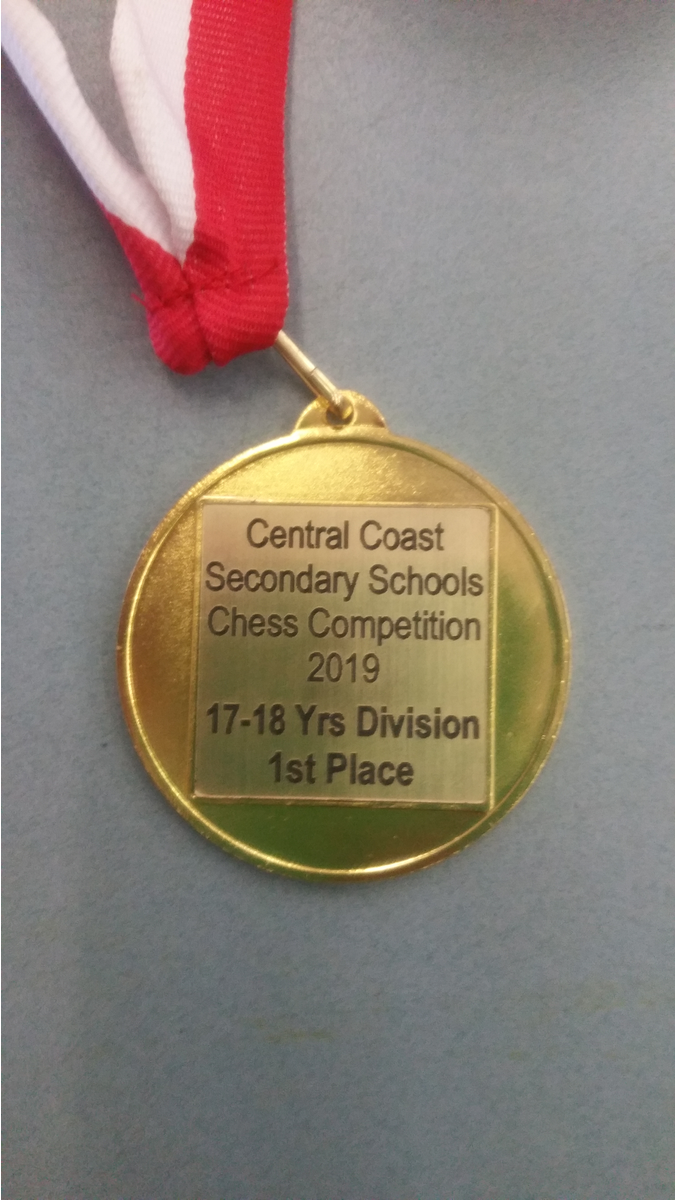 Central Coast
Secondary Schools
Chess Competition
2019
17-18 Yrs Division
1st Place